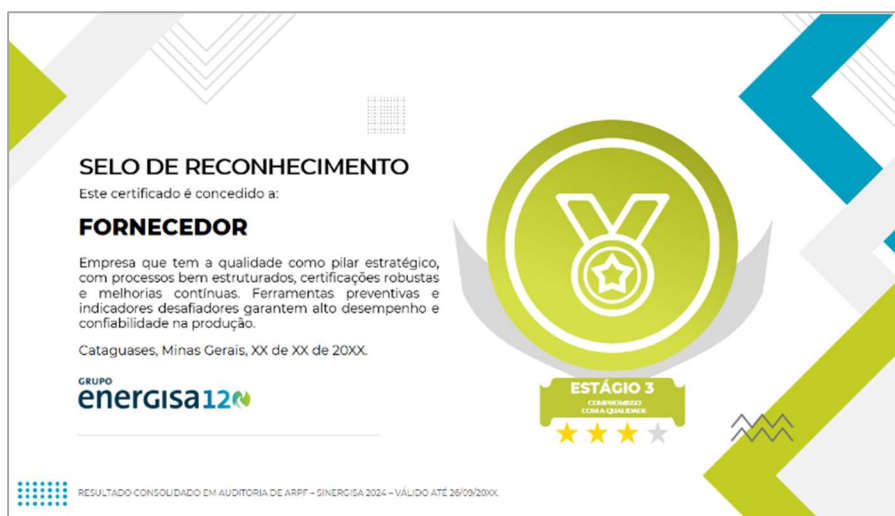 SELO DE RECONHECIMENTO
Este certificado é concedido a:
FORNECEDOR
Empresa que tem a qualidade como pilar estratégico,
com processos bem estruturados, certificações robustas
e melhorias contínuas. Ferramentas preventivas e
indicadores desafiadores garantem alto desempenho e
confiabilidade na produção.
Cataguases, Minas Gerais, XX de XX de 20XX.
GRUPO
energisa 120
ESTÁGIO 3
COMPROMISSO
COM A QUALIDADE
RESULTADO CONSOLIDADO EM AUDITORIA DE ARPF – SINERGISA 2024 – VÁLIDO ATÉ 26/09/20XX.